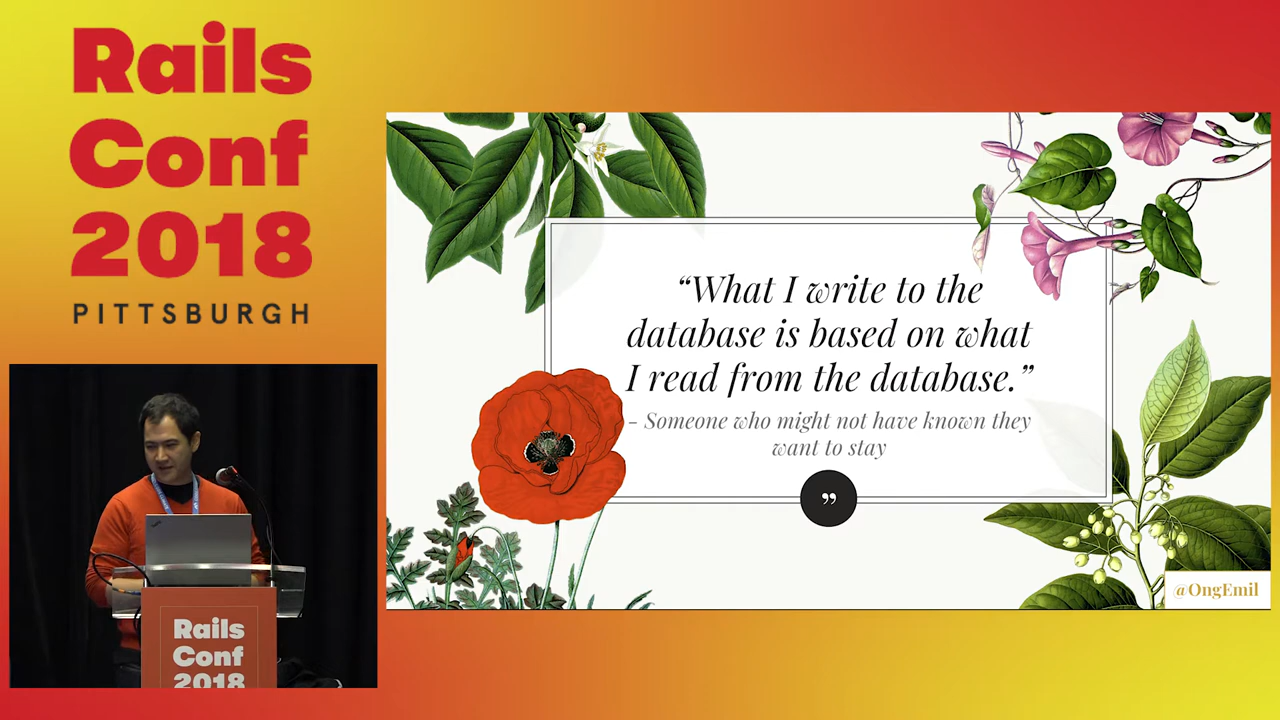 Rails
Conf
2018
PITTSBURGH
“What I write to the
database is based on what
I read from the database.”
– Someone who might not have known they
want to stay
”
@OngEmil
Rails
Conf
2018